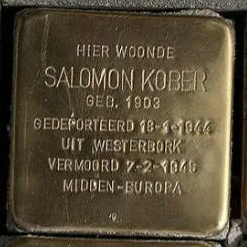 HIER WOONDE
SALOMON KOBER
GEB. 1903
GEDEPORTEERD 18-1-1944
UIT WESTERBORK
VERMOORD 7-2-1945
MIDDEN-EUROPA